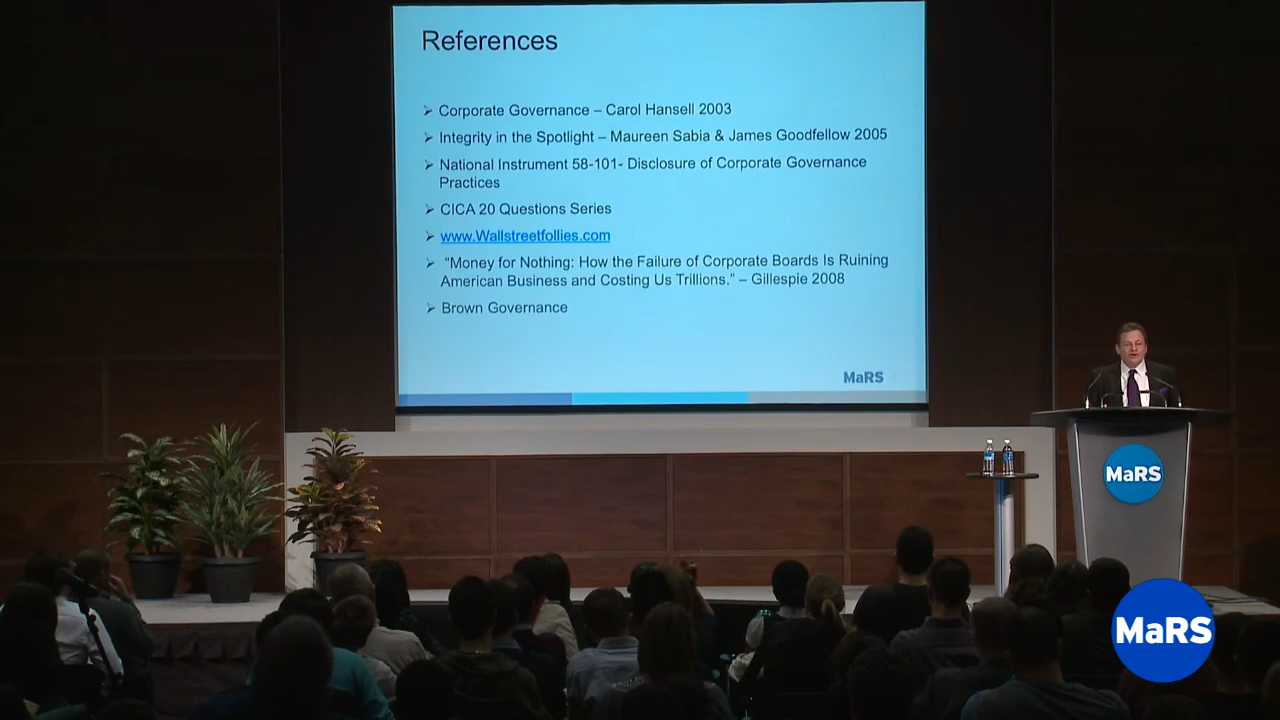 References
➢ Corporate Governance – Carol Hansell 2003
➢ Integrity in the Spotlight – Maureen Sabia & James Goodfellow 2005
➢ National Instrument 58-101- Disclosure of Corporate Governance
Practices
➢ CICA 20 Questions Series
➢ www.Wallstreetfollies.com
➢ “Money for Nothing: How the Failure of Corporate Boards Is Ruining
American Business and Costing Us Trillions.” – Gillespie 2008
➢ Brown Governance
MaRS
MaRS
MaRS